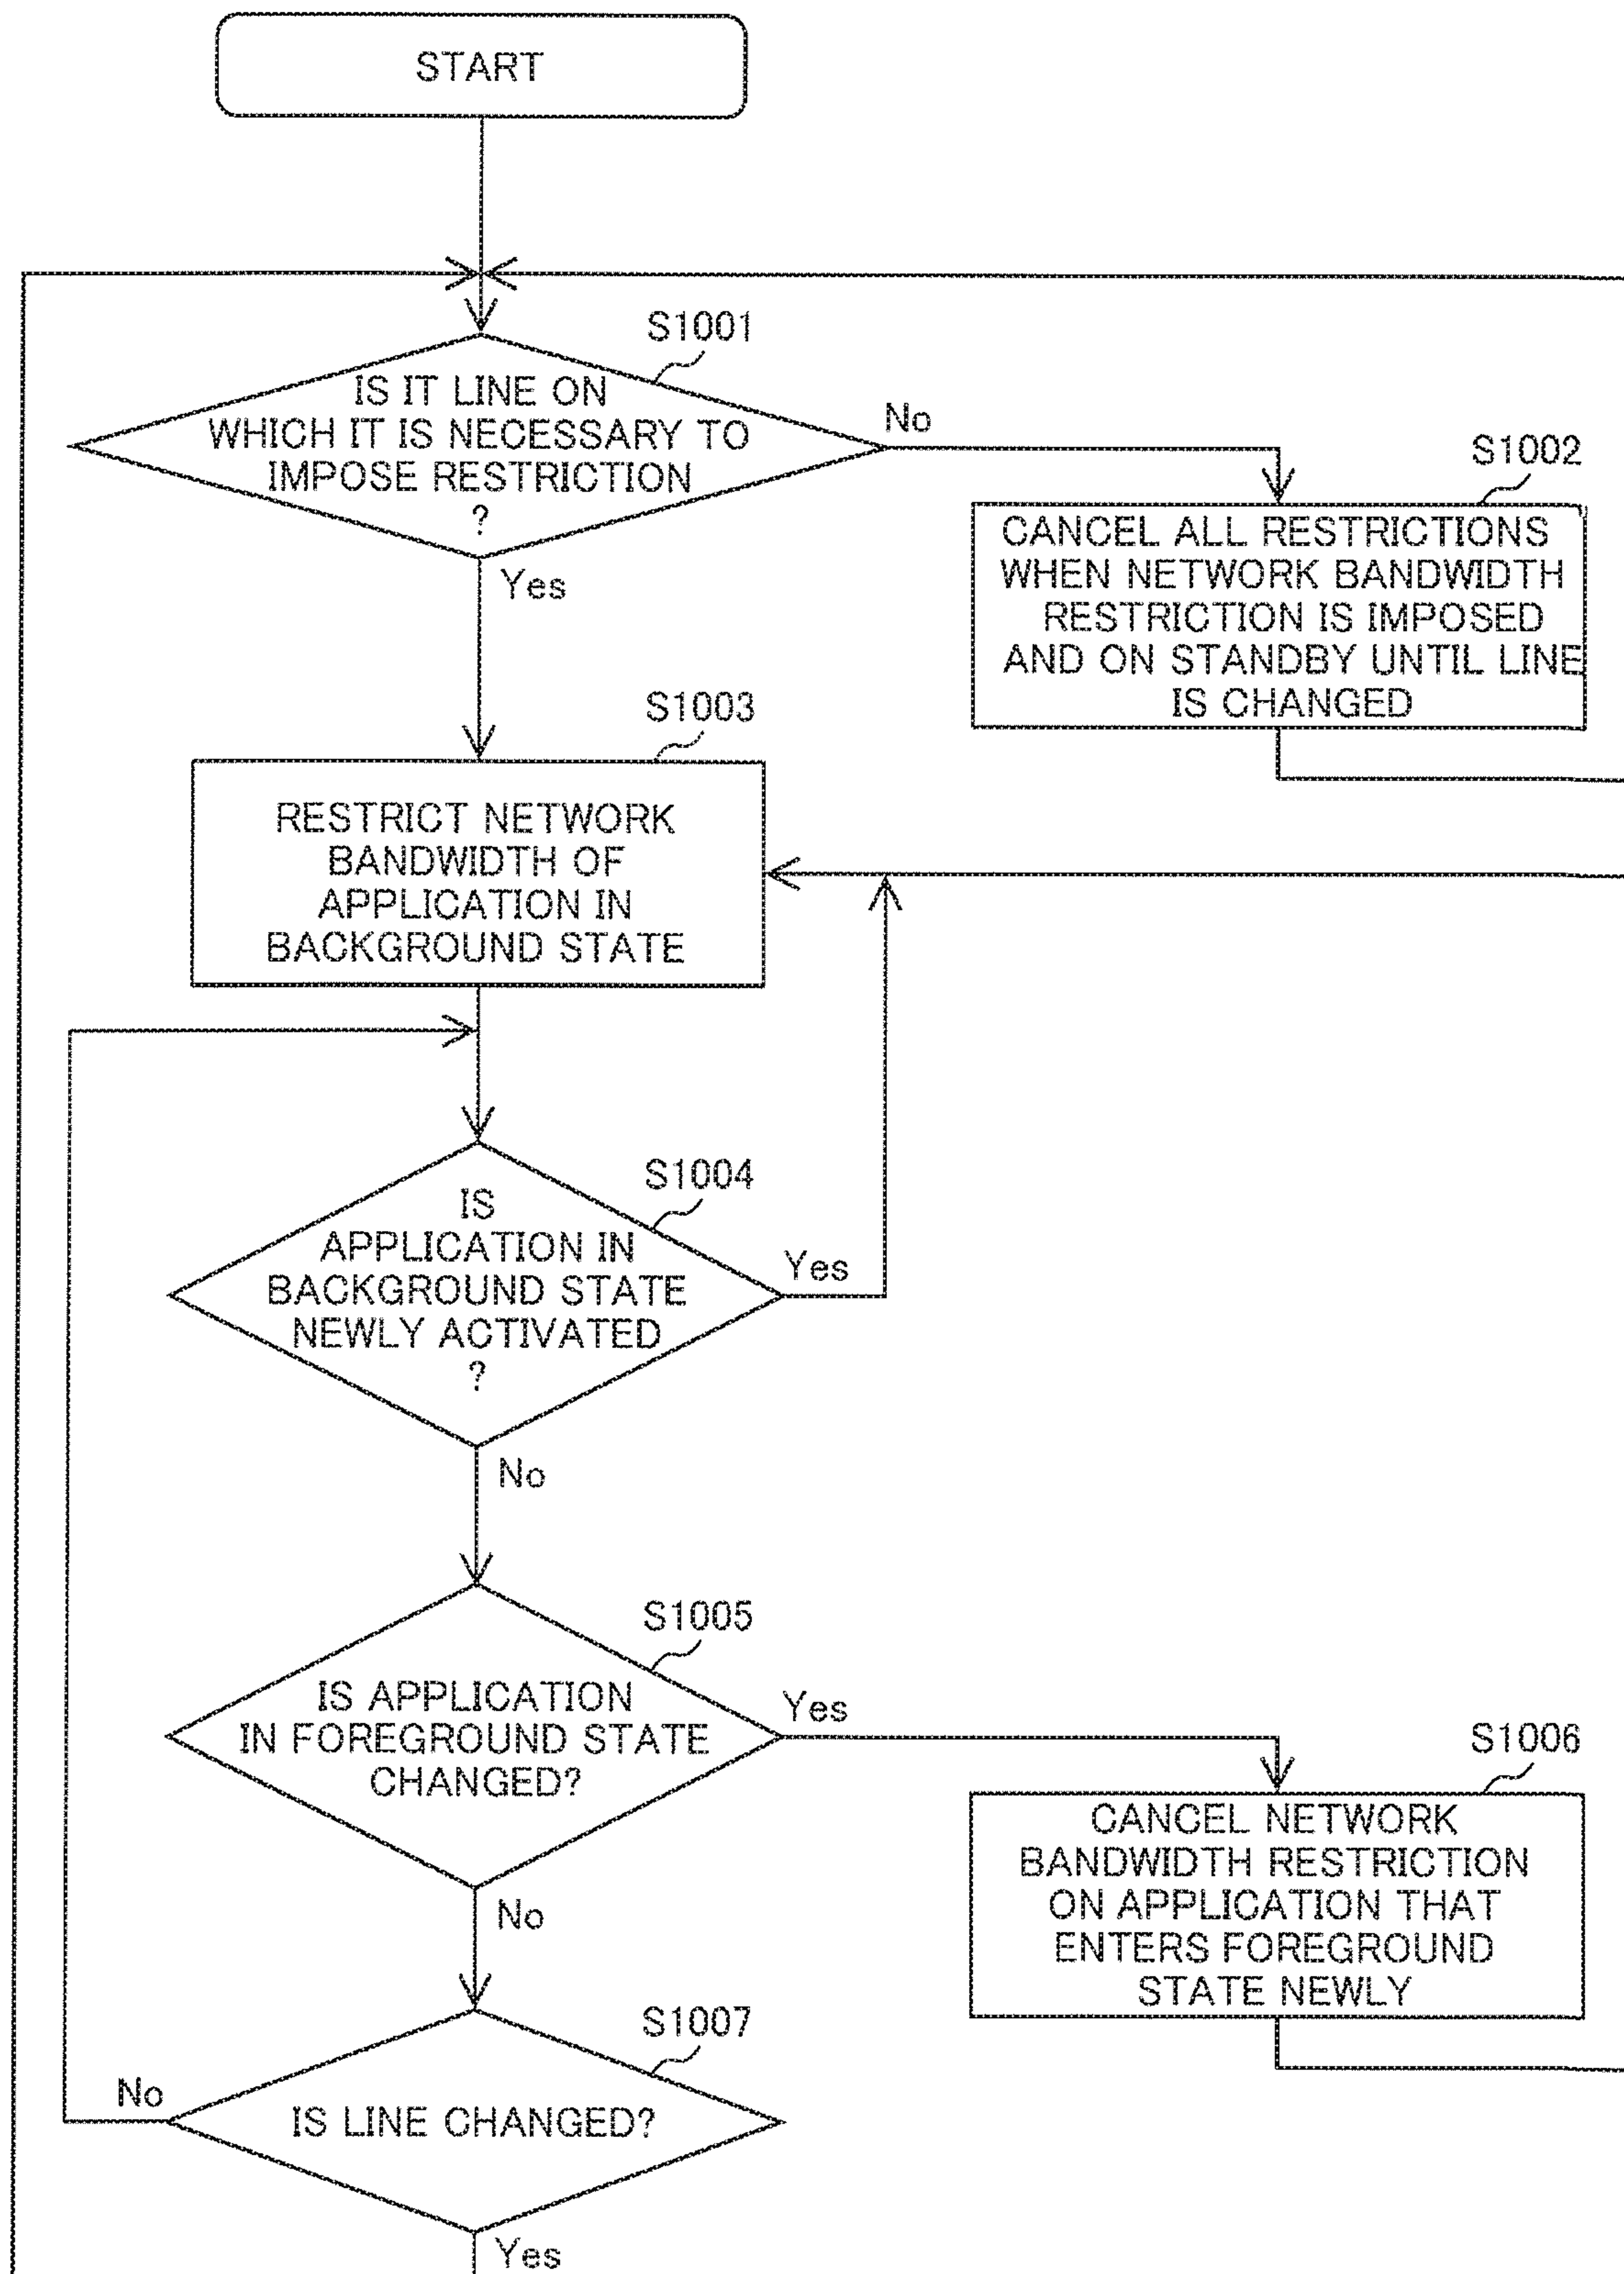 START
S1001
IS IT LINE ON
WHICH IT IS NECESSARY TO
IMPOSE RESTRICTION
?
No
Yes
S1002
CANCEL ALL RESTRICTIONS
WHEN NETWORK BANDWIDTH
RESTRICTION IS IMPOSED
AND ON STANDBY UNTIL LINE
IS CHANGED
S1003
RESTRICT NETWORK
BANDWIDTH OF
APPLICATION IN
BACKGROUND STATE
S1004
IS
APPLICATION IN
BACKGROUND STATE
NEWLY ACTIVATED
?
Yes
No
S1005
IS APPLICATION
IN FOREGROUND STATE
CHANGED?
Yes
No
S1006
CANCEL NETWORK
BANDWIDTH RESTRICTION
ON APPLICATION THAT
ENTERS FOREGROUND
STATE NEWLY
S1007
IS LINE CHANGED?
No
Yes